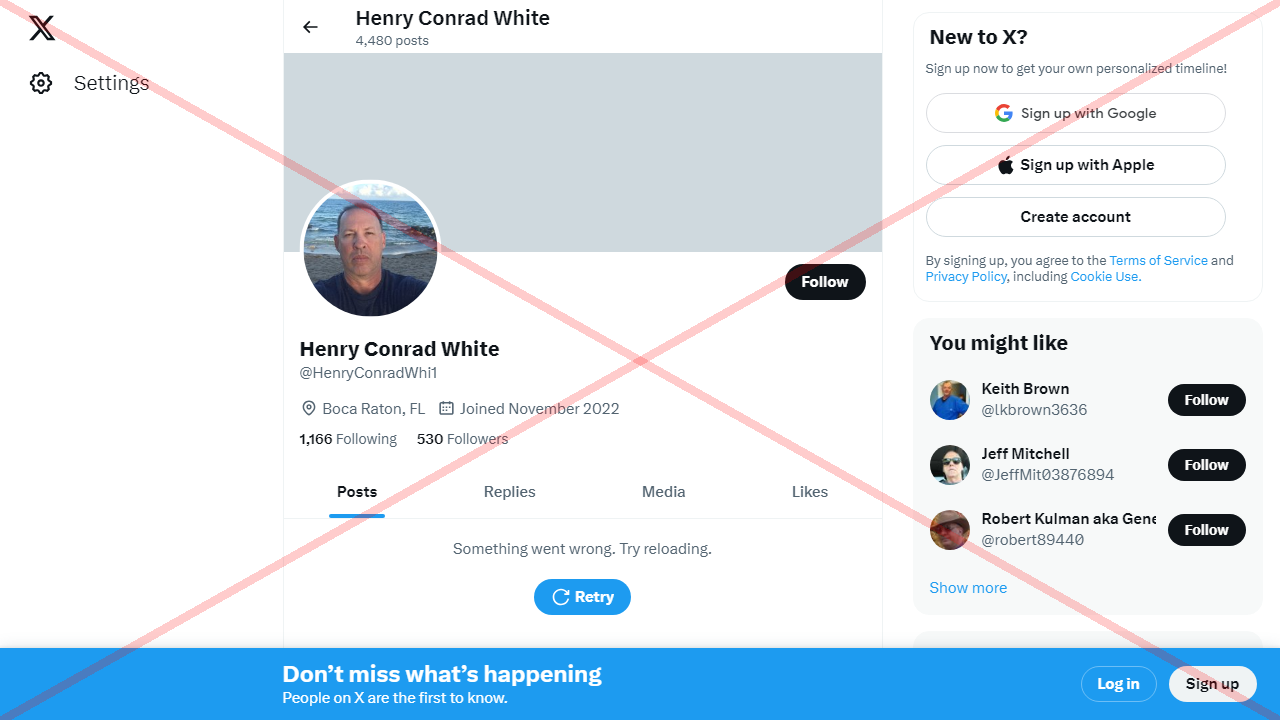 Settings
Henry Conrad White
4,480 posts
Follow
Henry Conrad White
@HenryConradWhi1
Boca Raton, FL Joined November 2022
1,166 Following 530 Followers
Posts Replies Media Likes
Something went wrong. Try reloading.
Retry
New to X?
Sign up now to get your own personalized timeline!
Sign up with Google
Sign up with Apple
Create account
By signing up, you agree to the Terms of Service and
Privacy Policy, including Cookie Use.
You might like
Keith Brown
@lkbrown3636
Follow
Jeff Mitchell
@JeffMit03876894
Follow
Robert Kulman aka Gene
@robert89440
Follow
Show more
Don’t miss what’s happening
People on X are the first to know.
Log in
Sign up